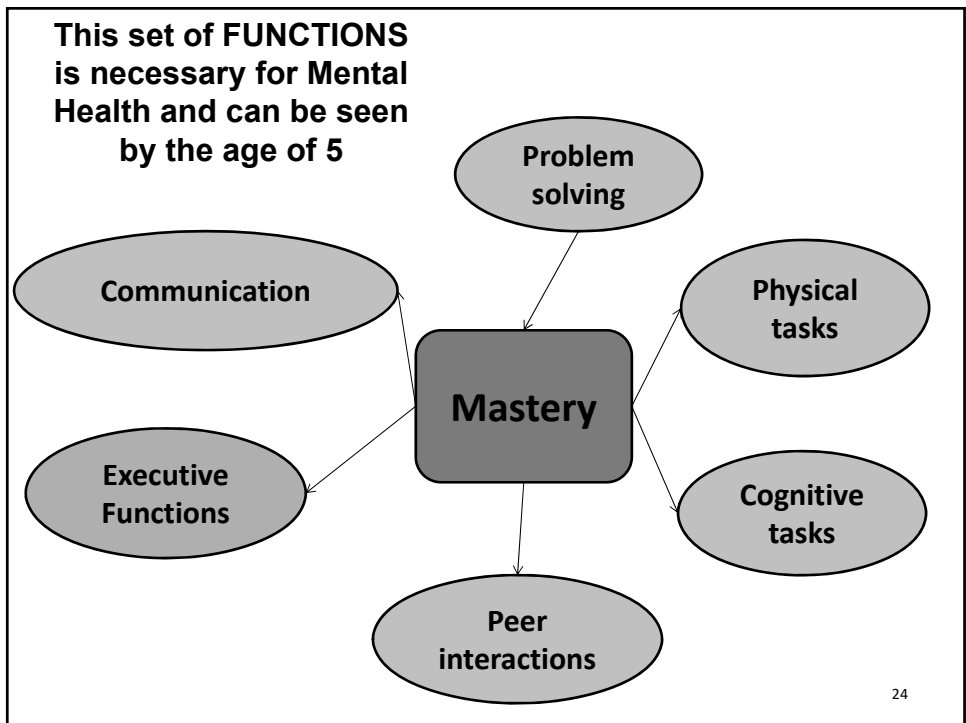 This set of FUNCTIONS
is necessary for Mental
Health and can be seen
by the age of 5
Problem
solving
Communication
Physical
tasks
Mastery
Executive
Functions
Cognitive
tasks
Peer
interactions
24